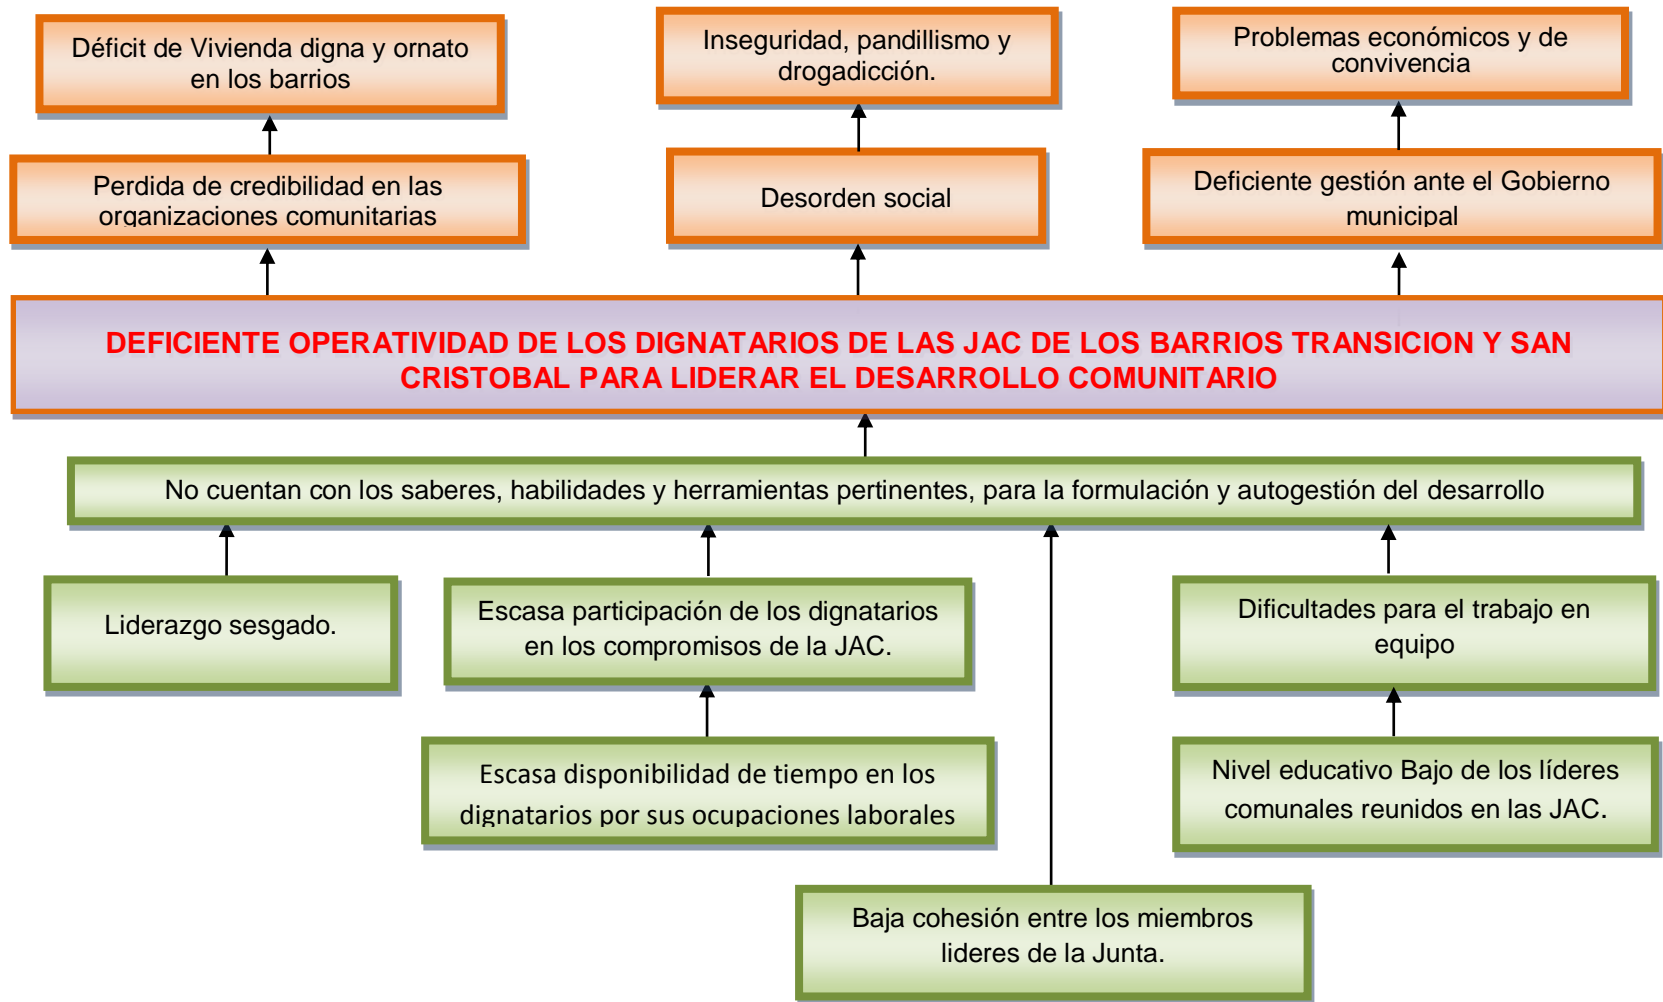 Déficit de Vivienda digna y ornato
en los barrios
Inseguridad, pandillismo y
drogadicción.
Problemas económicos y de
convivencia
Perdida de credibilidad en las
organizaciones comunitarias
Desorden social
Deficiente gestión ante el Gobierno
municipal
DEFICIENTE OPERATIVIDAD DE LOS DIGNATARIOS DE LAS JAC DE LOS BARRIOS TRANSICION Y SAN
CRISTOBAL PARA LIDERAR EL DESARROLLO COMUNITARIO
No cuentan con los saberes, habilidades y herramientas pertinentes, para la formulación y autogestión del desarrollo
Liderazgo sesgado.
Escasa participación de los dignatarios
en los compromisos de la JAC.
Dificultades para el trabajo en
equipo
Escasa disponibilidad de tiempo en los
dignatarios por sus ocupaciones laborales
Nivel educativo Bajo de los líderes
comunales reunidos en las JAC.
Baja cohesión entre los miembros
lideres de la Junta.